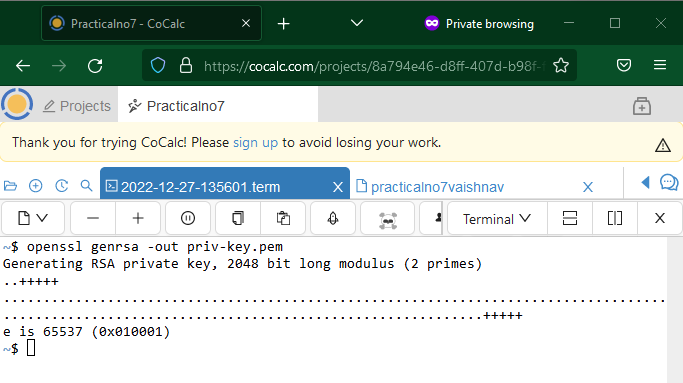 Practicalno7 - CoCalc
Private browsing
https://cocalc.com/projects/8a794e46-d8ff-407d-b98f-
Projects
Practicalno7
Thank you for trying CoCalc! Please sign up to avoid losing your work.
2022-12-27-135601.term X
practicalno7vaishnav X
Terminal
~$ openssl genrsa -out priv-key.pem
Generating RSA private key, 2048 bit long modulus (2 primes)
..+++++
...................................................................................
............................................................+++++
e is 65537 (0x010001)
~$